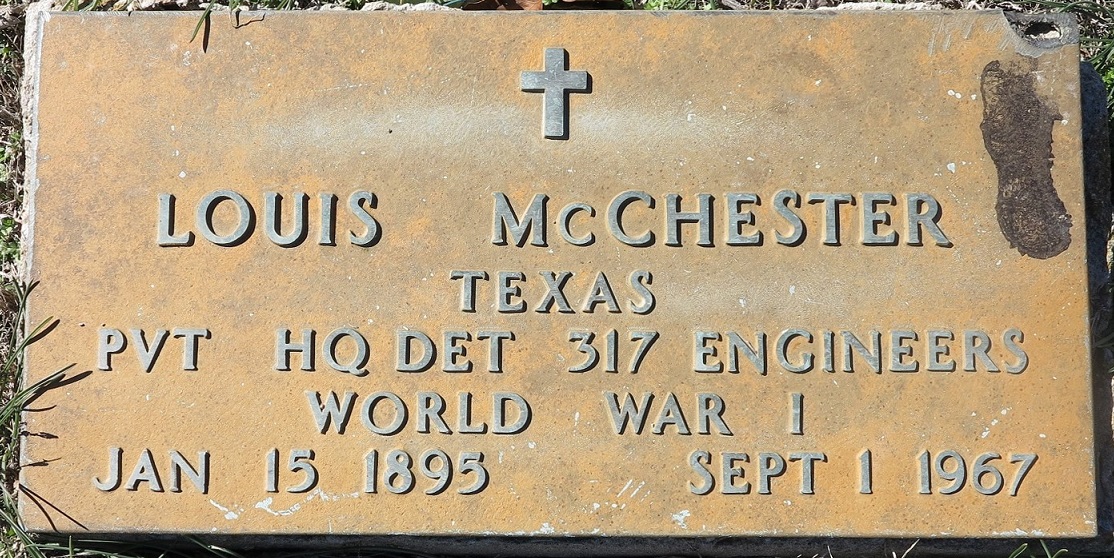 LOUIS McCHESTER
TEXAS
PVT HQ DET 317 ENGINEERS
WORLD WAR I
JAN 15 1895 SEPT 1 1967